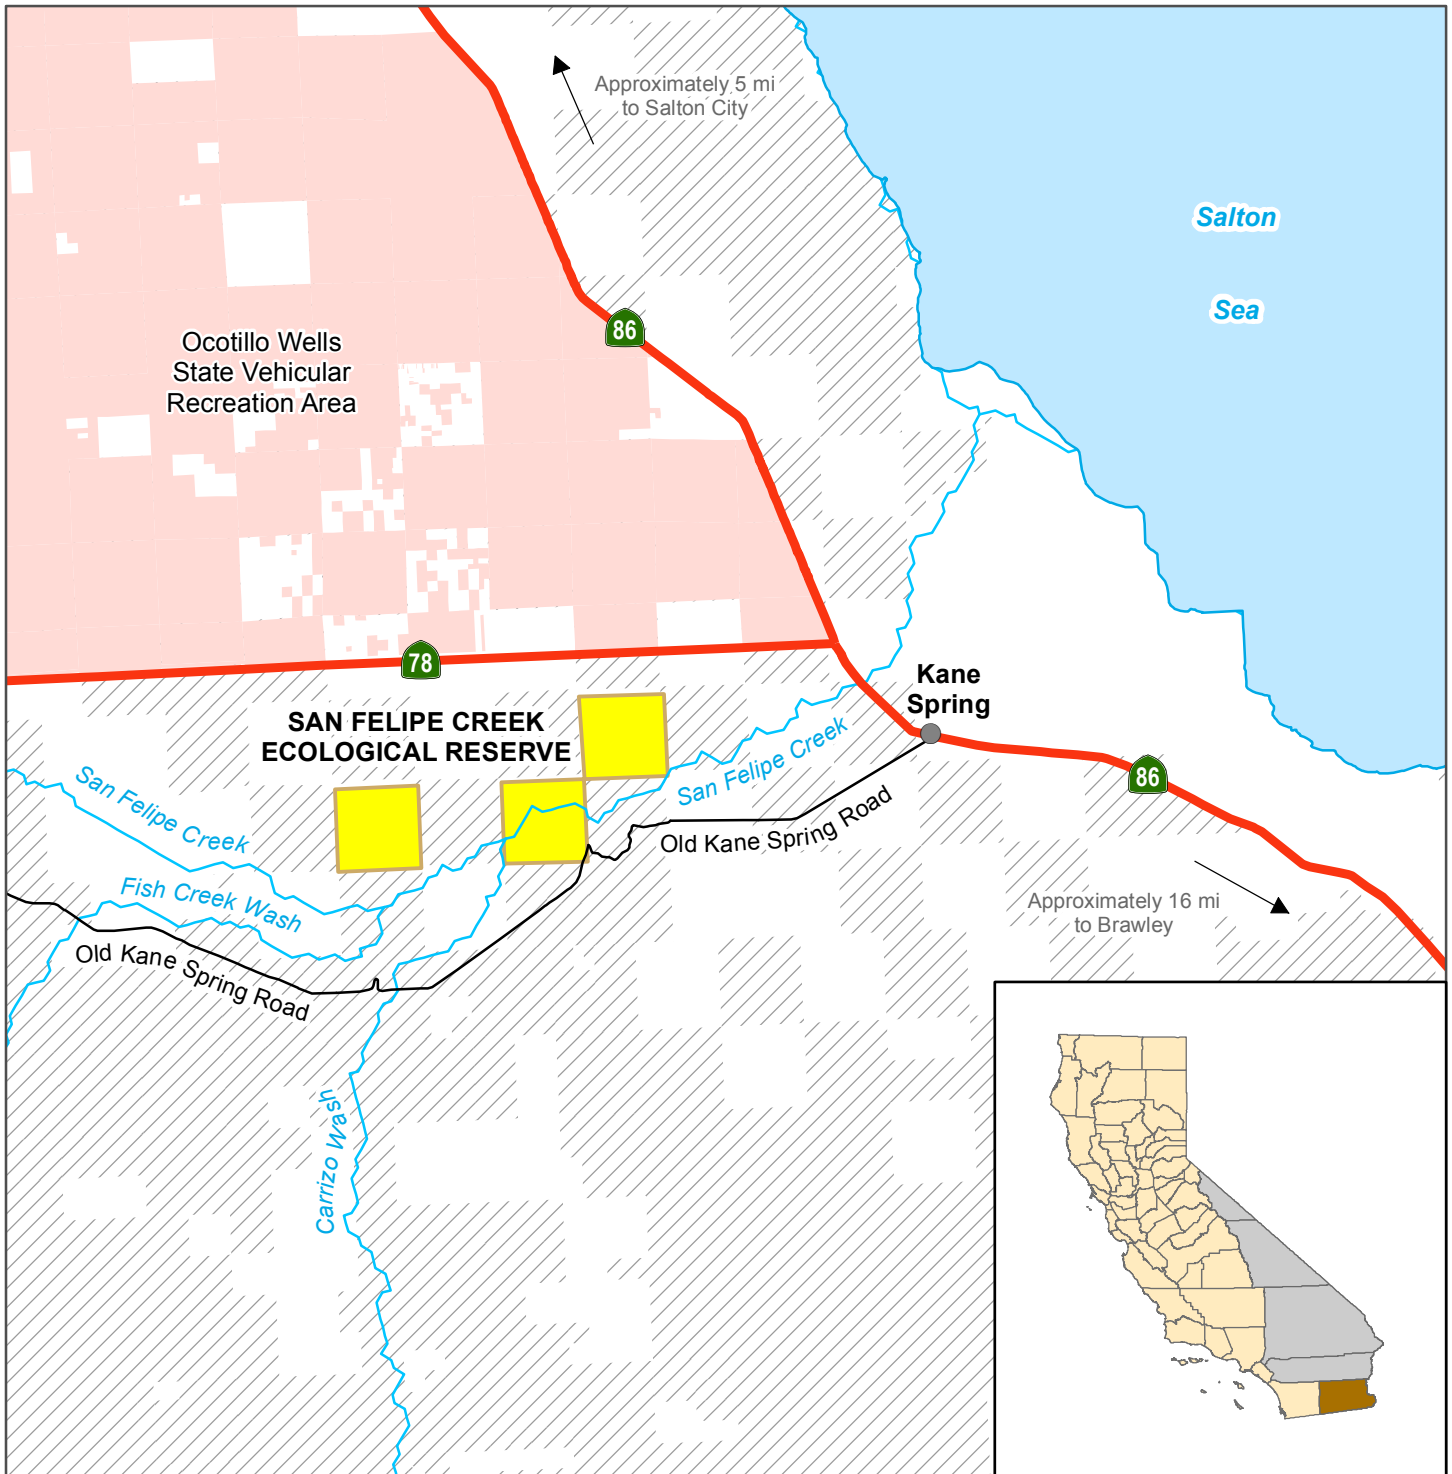 Approximately 5 mi
to Salton City
Salton
Sea
Ocotillo Wells
State Vehicular
Recreation Area
86
78
Kane
Spring
SAN FELIPE CREEK
ECOLOGICAL RESERVE
San Felipe Creek
San Felipe Creek
86
Old Kane Spring Road
Fish Creek Wash
Approximately 16 mi
to Brawley
Old Kane Spring Road
Carrizo Wash